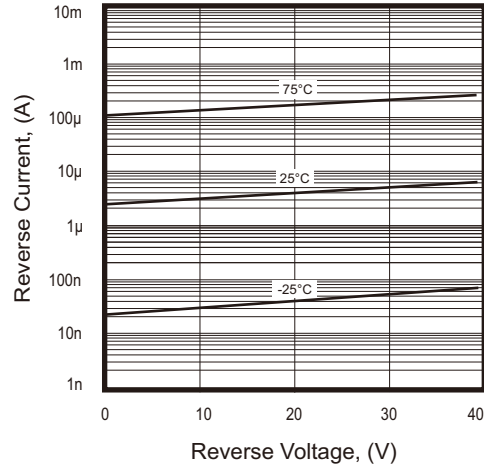 10m
1m
100µ
10µ
1µ
100n
10n
1n
Reverse Current, (A)
75°C
25°C
-25°C
0 10 20 30 40
Reverse Voltage, (V)